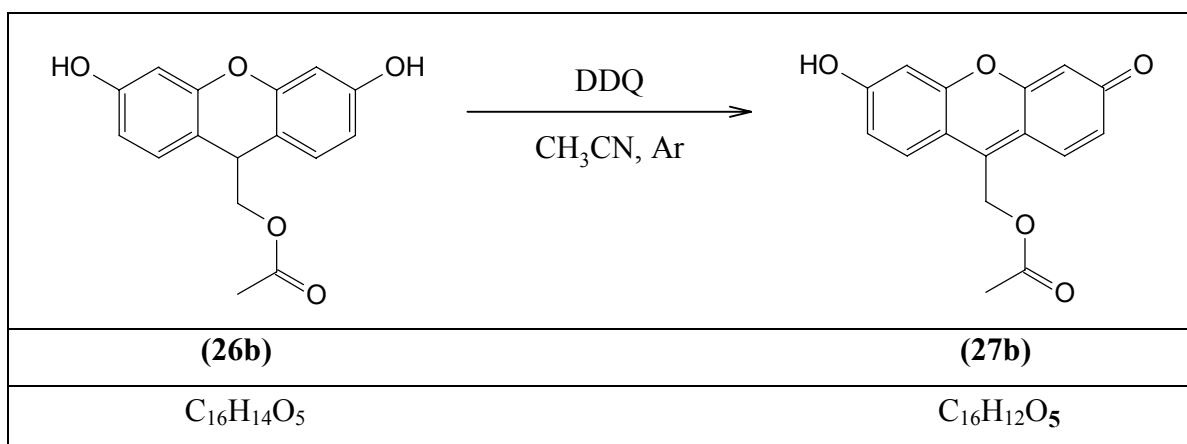 HO O OH
O
O
DDQ
CH₃CN, Ar
HO O O
O
O
(26b) (27b)
C₁₆H₁₄O₅ C₁₆H₁₂O₅